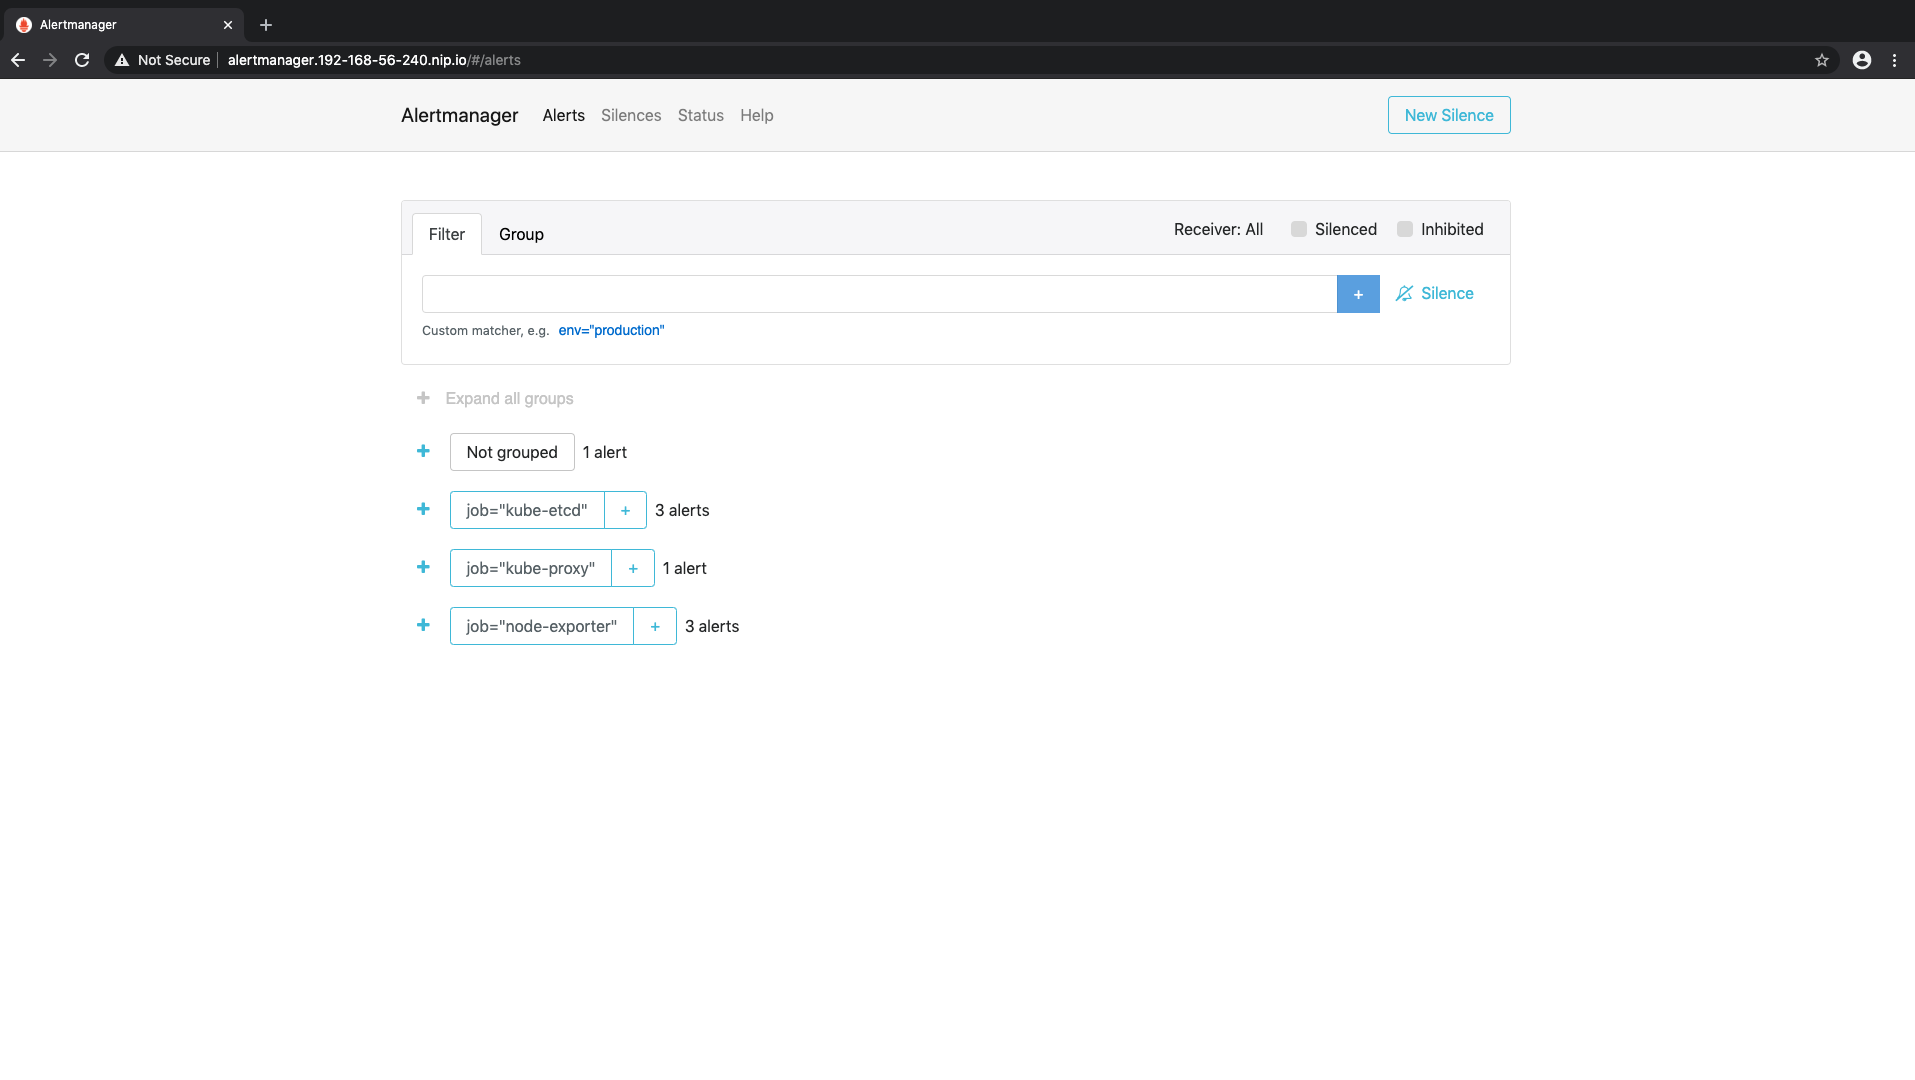 Alertmanager
Not Secure alertmanager.192-168-56-240.nip.io/#/alerts
Alertmanager Alerts Silences Status Help New Silence
Filter Group Receiver: All Silenced Inhibited
+ Silence
Custom matcher, e.g. env="production"
+ Expand all groups
+ Not grouped 1 alert
+ job="kube-etcd" + 3 alerts
+ job="kube-proxy" + 1 alert
+ job="node-exporter" + 3 alerts